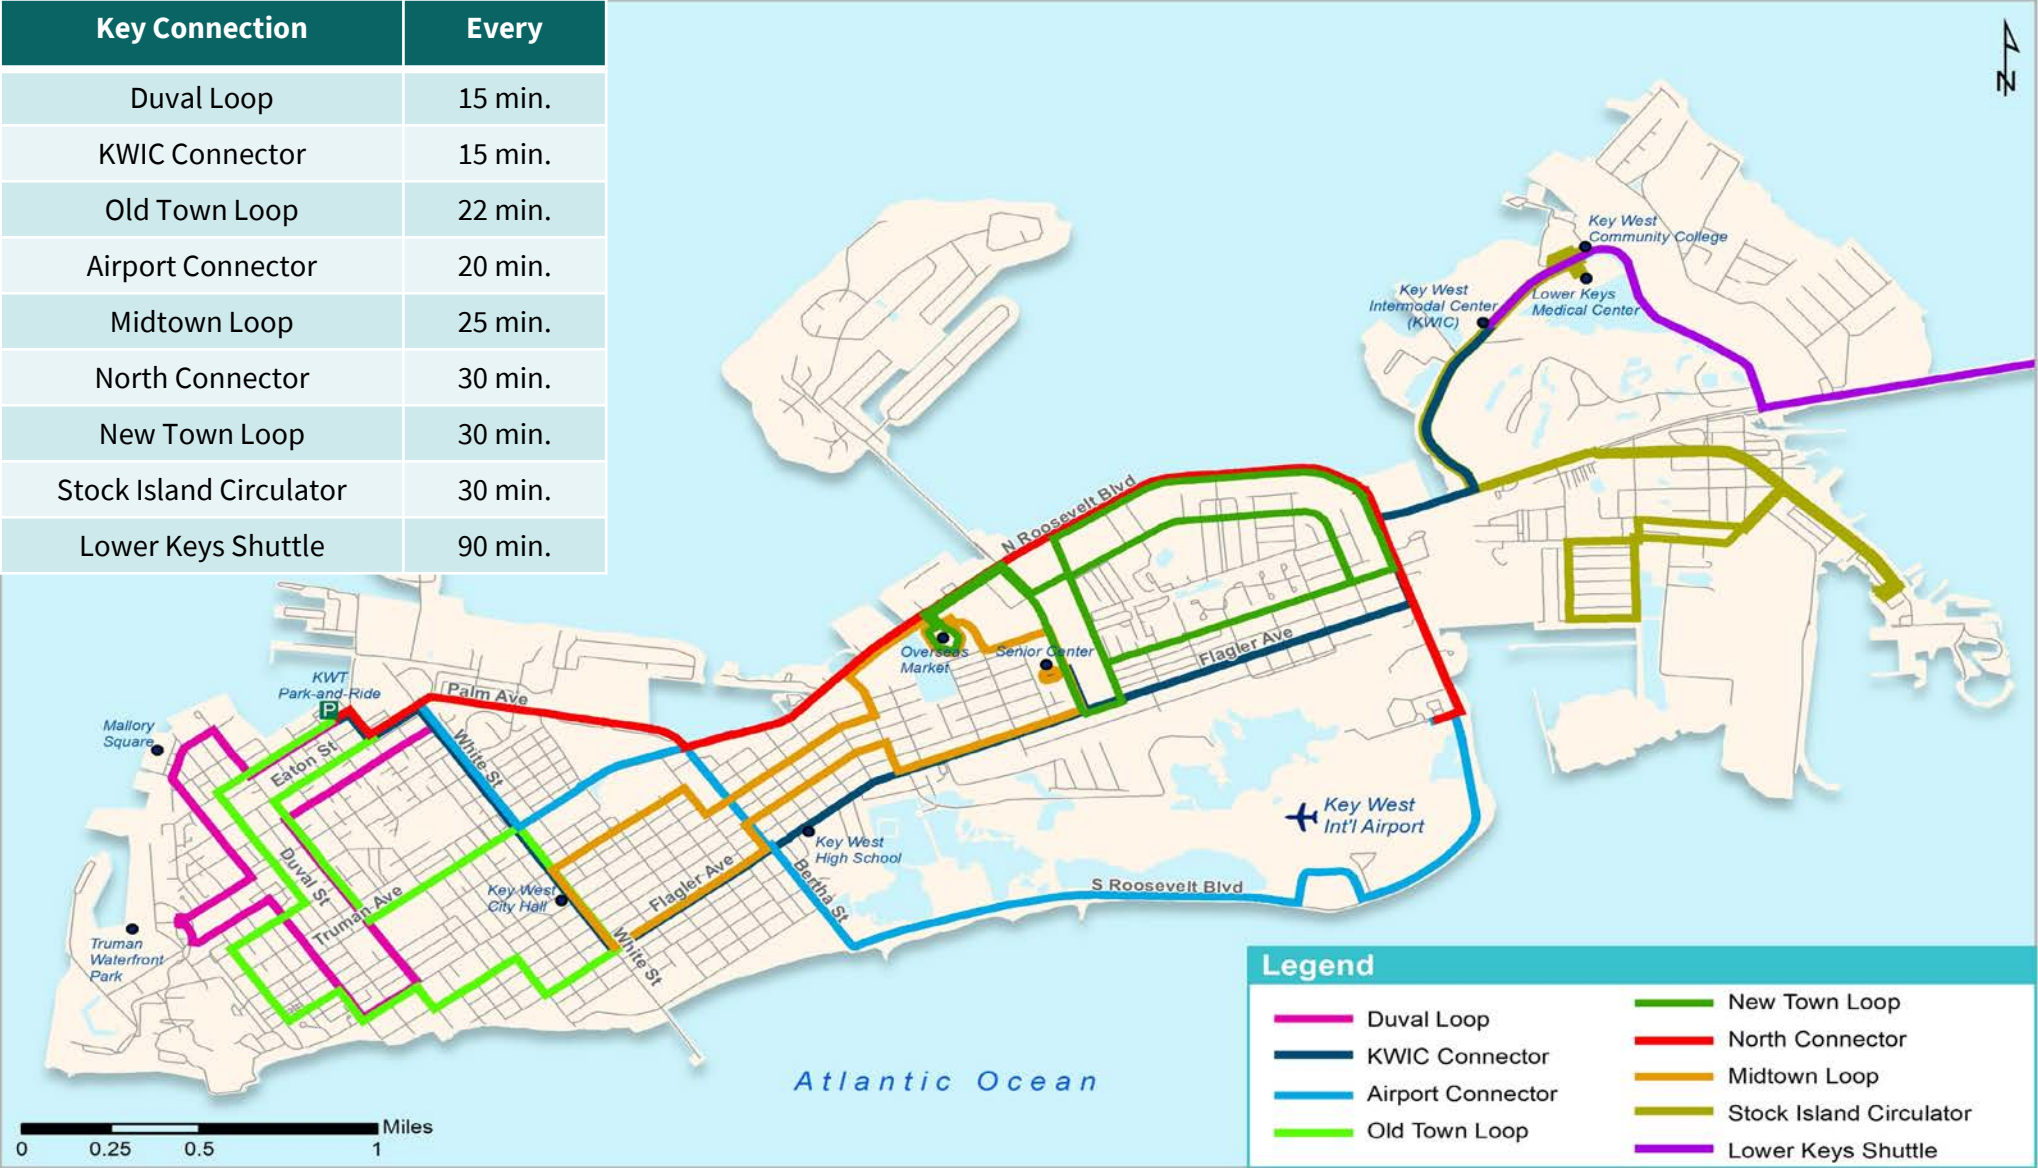 Key Connection Every
Duval Loop 15 min.
KWIC Connector 15 min.
Old Town Loop 22 min.
Airport Connector 20 min.
Midtown Loop 25 min.
North Connector 30 min.
New Town Loop 30 min.
Stock Island Circulator 30 min.
Lower Keys Shuttle 90 min.
N
Key West
Community College
Key West
Intermodal Center
(KWIC)
Lower Keys
Medical Center
N Roosevelt Blvd
Overseas
Market
Senior Center
Flagler Ave
KWT
Park-and-Ride
P
Palm Ave
Mallory
Square
Eaton St
White St
Duval St
Truman Ave
Key West
City Hall
Flagler Ave
White St
Key West
High School
Bertha St
Key West
Int'l Airport
S Roosevelt Blvd
Truman
Waterfront
Park
Atlantic Ocean
Miles
0 0.25 0.5 1
Legend
Duval Loop
KWIC Connector
Airport Connector
Old Town Loop
New Town Loop
North Connector
Midtown Loop
Stock Island Circulator
Lower Keys Shuttle